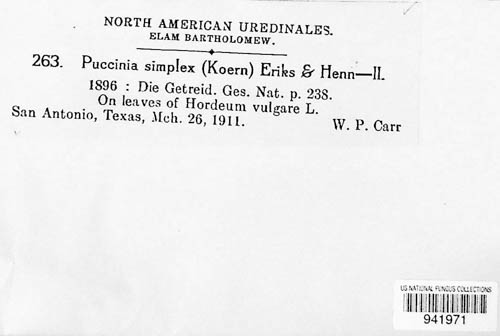 NORTH AMERICAN UREDINALES.
ELAM BARTHOLOMEW.
263. Puccinia simplex (Koern) Eriks & Henn—II.
1896 : Die Getreid. Ges. Nat. p. 238.
On leaves of Hordeum vulgare L.
San Antonio, Texas, Mch. 26, 1911. W. P. Carr
US NATIONAL FUNGUS COLLECTIONS
941971